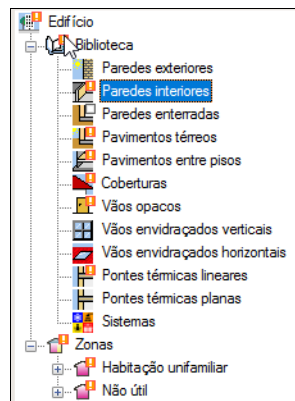 Edifício
Biblioteca
Paredes exteriores
Paredes interiores
Paredes enterradas
Pavimentos térreos
Pavimentos entre pisos
Coberturas
Vãos opacos
Vãos envidraçados verticais
Vãos envidraçados horizontais
Pontes térmicas lineares
Pontes térmicas planas
Sistemas
Zonas
Habitação unifamiliar
Não útil